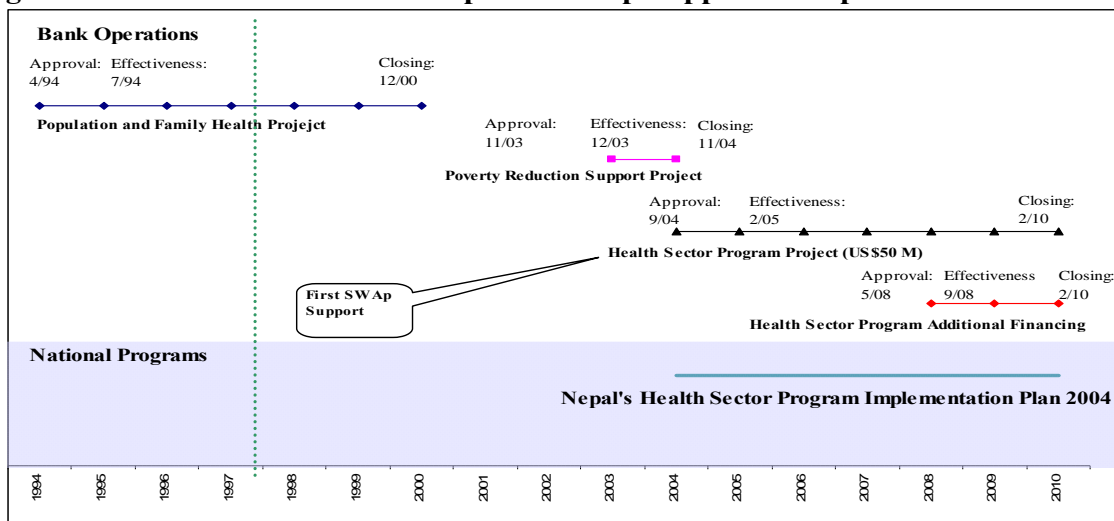 Bank Operations
Approval: Effectiveness: Closing:
4/94 7/94 12/00
Population and Family Health Projejct
Approval: Effectiveness: Closing:
11/03 12/03 11/04
Poverty Reduction Support Project
Approval: Effectiveness: Closing:
9/04 2/05 2/10
Health Sector Program Project (US$50 M)
Approval: Effectiveness Closing:
5/08 9/08 2/10
Health Sector Program Additional Financing
First SWAp
Support
National Programs
Nepal's Health Sector Program Implementation Plan 2004
1994 1995 1996 1997 1998 1999 2000 2001 2002 2003 2004 2005 2006 2007 2008 2009 2010